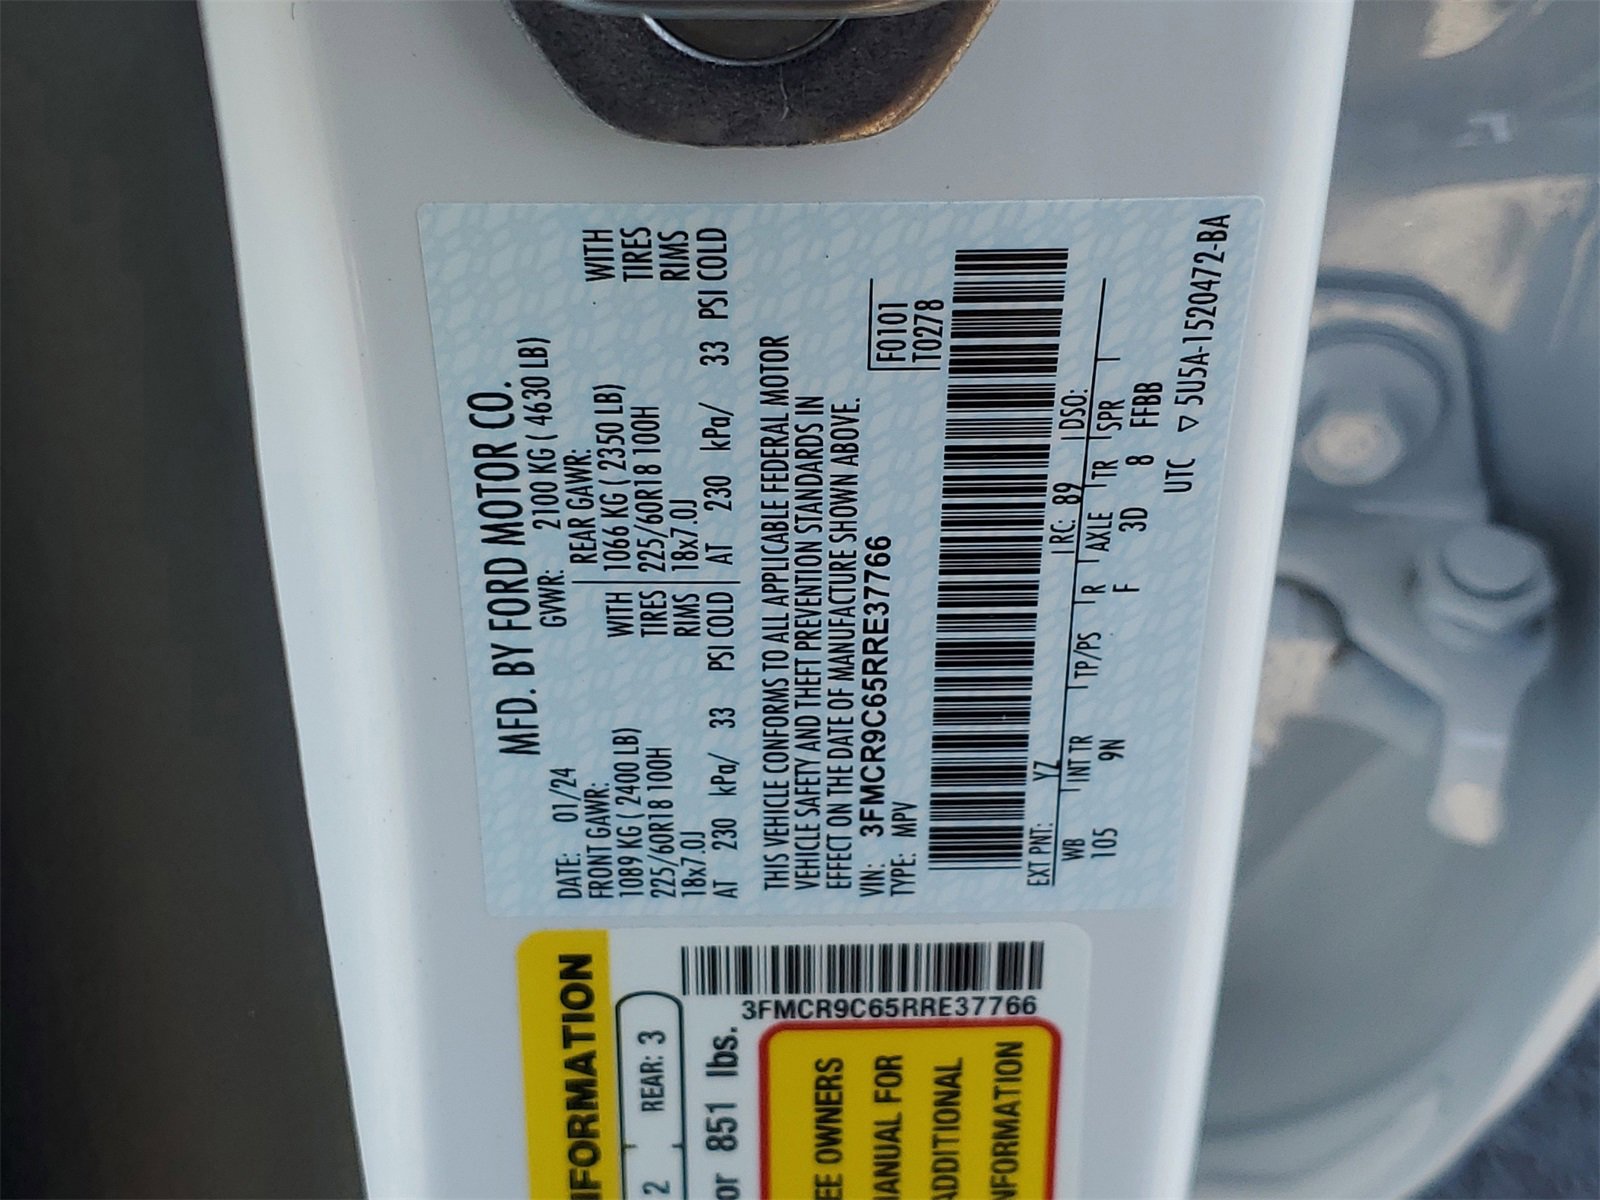 MFD. BY FORD MOTOR CO.
DATE: 01/24 GVWR: 2100 KG ( 4630 LB)
FRONT GAWR: REAR GAWR:
1089 KG ( 2400 LB) WITH 1066 KG ( 2350 LB) WITH
225/60R18 100H TIRES 225/60R18 100H TIRES
18x7.0J RIMS 18x7.0J RIMS
AT 230 kPa/ 33 PSI COLD AT 230 kPa/ 33 PSI COLD
THIS VEHICLE CONFORMS TO ALL APPLICABLE FEDERAL MOTOR
VEHICLE SAFETY AND THEFT PREVENTION STANDARDS IN
EFFECT ON THE DATE OF MANUFACTURE SHOWN ABOVE.
VIN: 3FMCR9C65RRE37766 F0101
TYPE: MPV T0278
EXT PNT: YZ RC: 89 DSO:
WB INT TR TP/PS R AXLE TR SPR
105 9N F 3D 8 FFBB
UTC ▽ 5U5A-1520472-BA
NFORMATION
2 REAR: 3
or 851 lbs.
3FMCR9C65RRE37766
EE OWNERS
ANUAL FOR
ADDITIONAL
NFORMATION